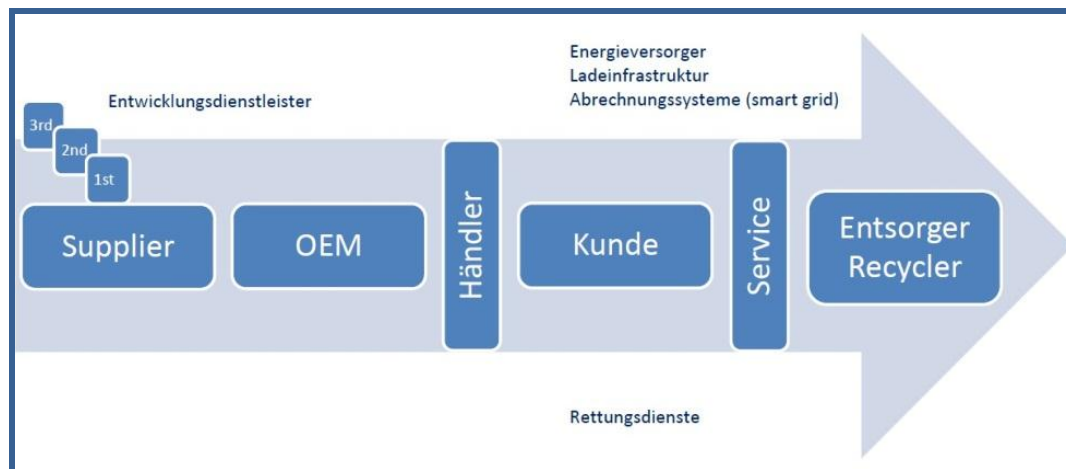 Energieversorger
Ladeinfrastruktur
Abrechnungssysteme (smart grid)
Entwicklungsdienstleister
3rd
2nd
1st
Supplier
OEM
Händler
Kunde
Service
Entsorger
Recycler
Rettungsdienste